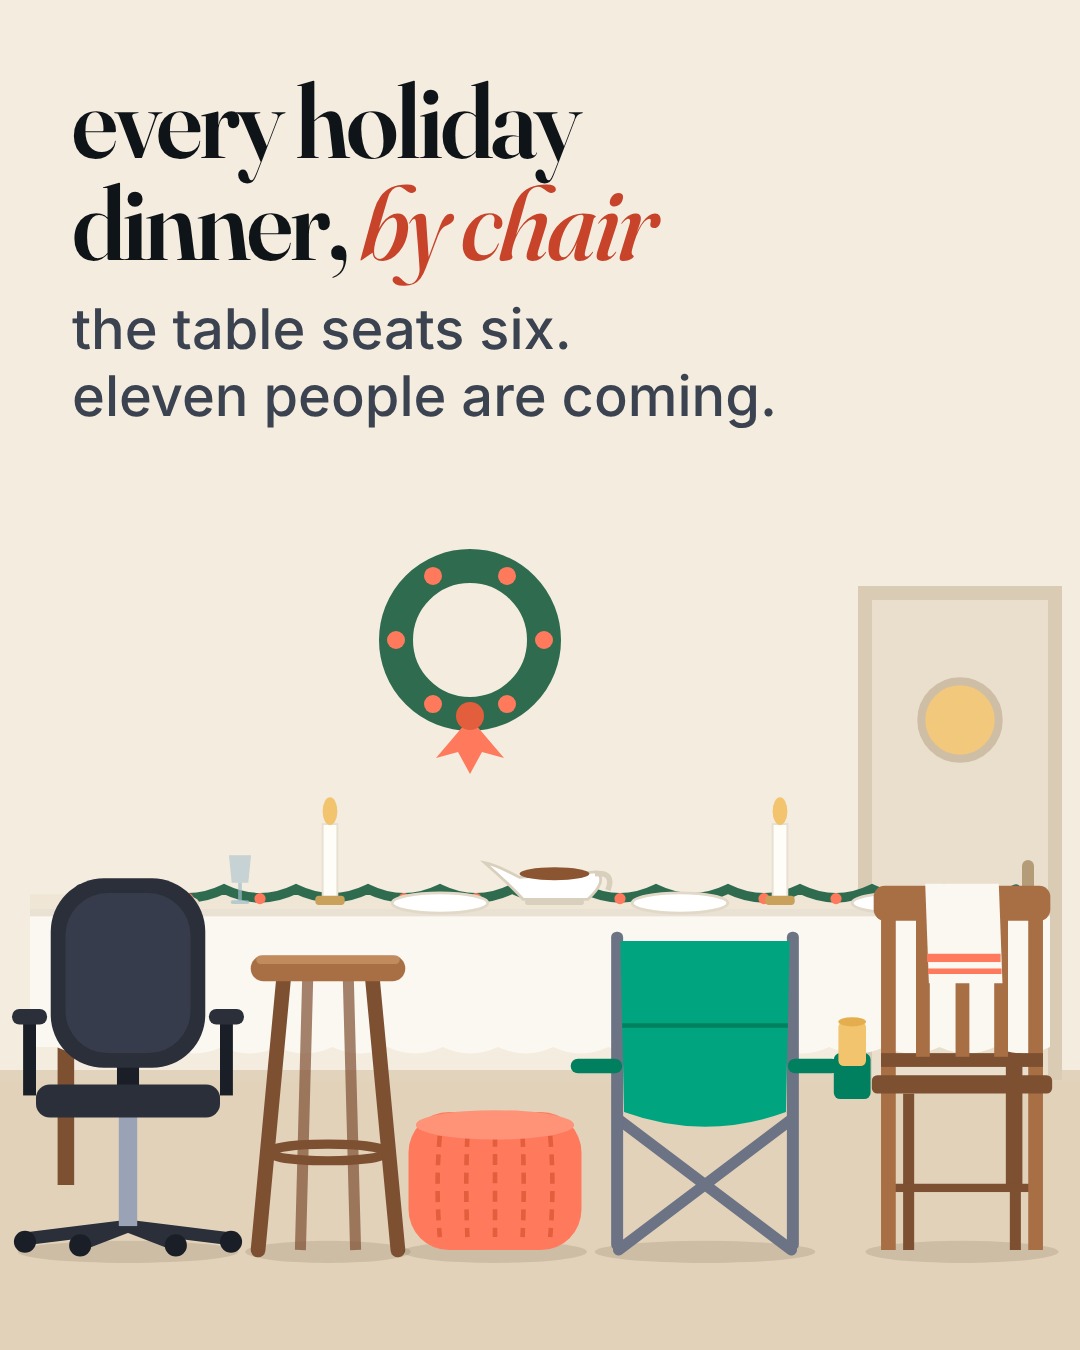 every holiday
dinner, by chair
the table seats six.
eleven people are coming.